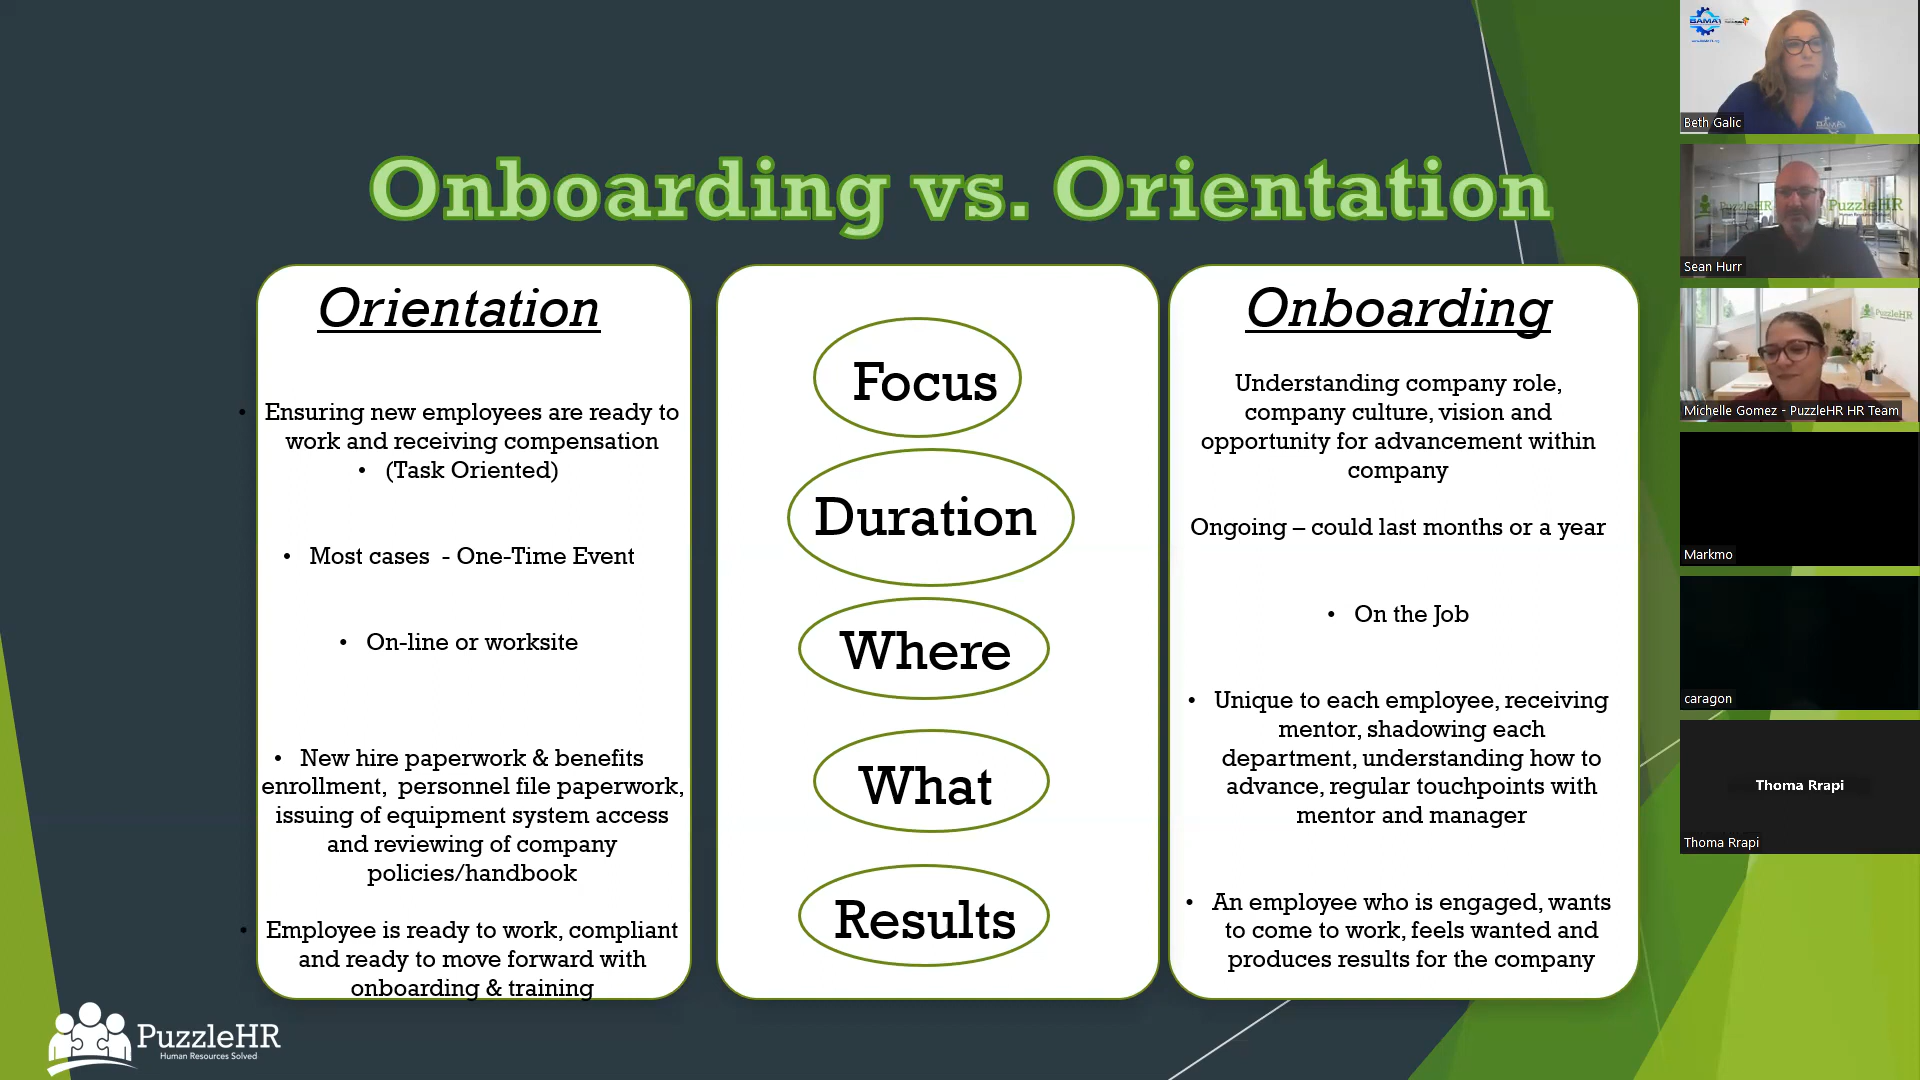 Onboarding vs. Orientation
Orientation
• Ensuring new employees are ready to
work and receiving compensation
• (Task Oriented)
• Most cases - One-Time Event
• On-line or worksite
• New hire paperwork & benefits
enrollment, personnel file paperwork,
issuing of equipment system access
and reviewing of company
policies/handbook
• Employee is ready to work, compliant
and ready to move forward with
onboarding & training
Focus
Duration
Where
What
Results
Onboarding
Understanding company role,
company culture, vision and
opportunity for advancement within
company
Ongoing – could last months or a year
• On the Job
• Unique to each employee, receiving
mentor, shadowing each
department, understanding how to
advance, regular touchpoints with
mentor and manager
• An employee who is engaged, wants
to come to work, feels wanted and
produces results for the company
PuzzleHR
Human Resources Solved
BAMA
Beth Galic
PuzzleHR
PuzzleHR
Sean Hurr
PuzzleHR
Michelle Gomez - PuzzleHR HR Team
Markmo
caragon
Thoma Rrapi
Thoma Rrapi